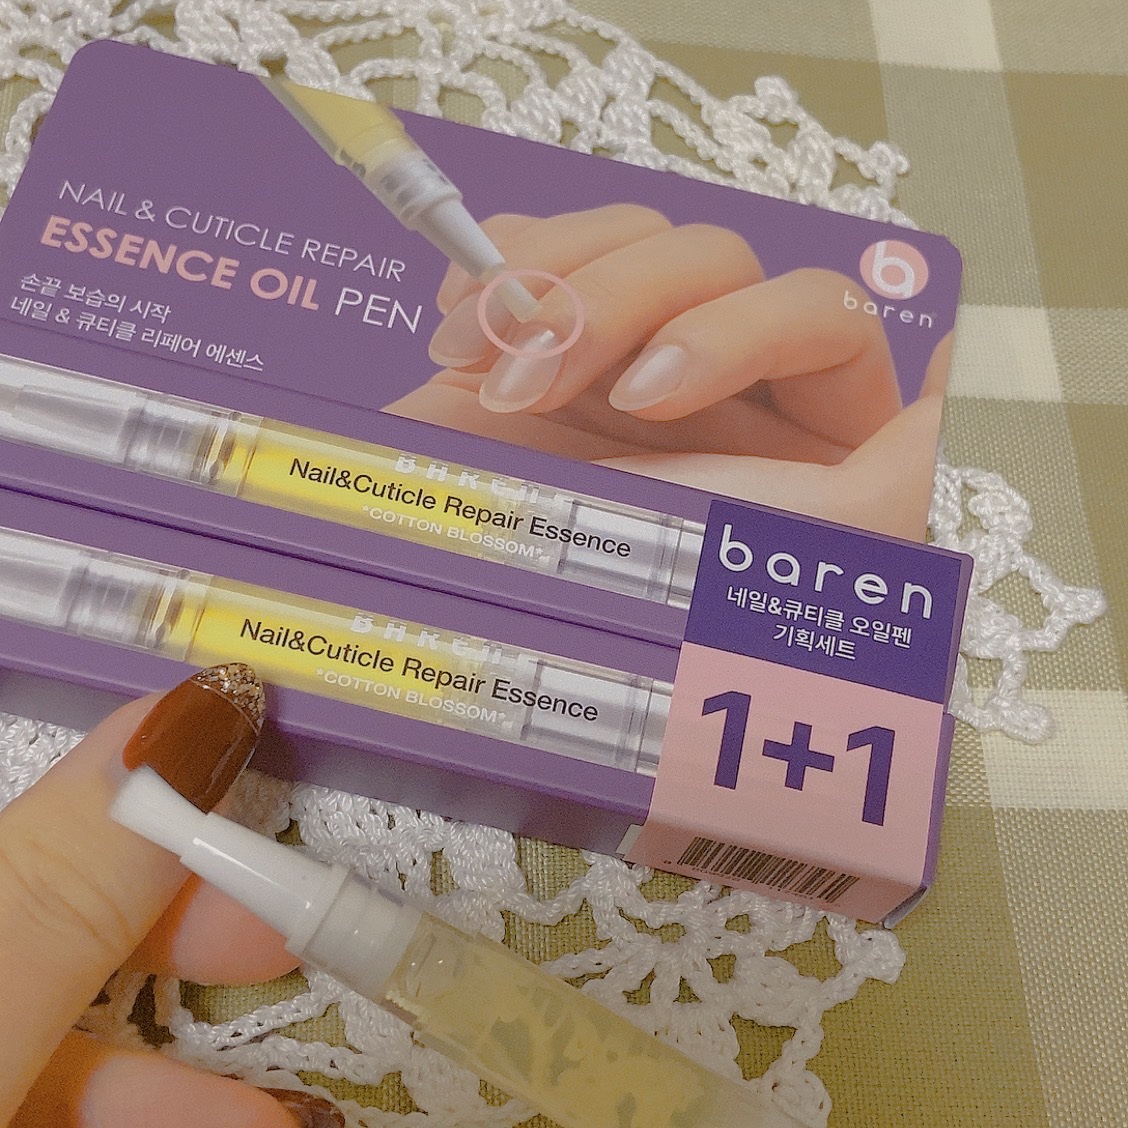 NAIL & CUTICLE REPAIR
ESSENCE OIL PEN
손끝 보습의 시작
네일 & 큐티클 리페어 에센스
b
baren
Nail&Cuticle Repair Essence
*COTTON BLOSSOM*
Nail&Cuticle Repair Essence
*COTTON BLOSSOM*
baren
네일&큐티클 오일펜
기획세트
1+1